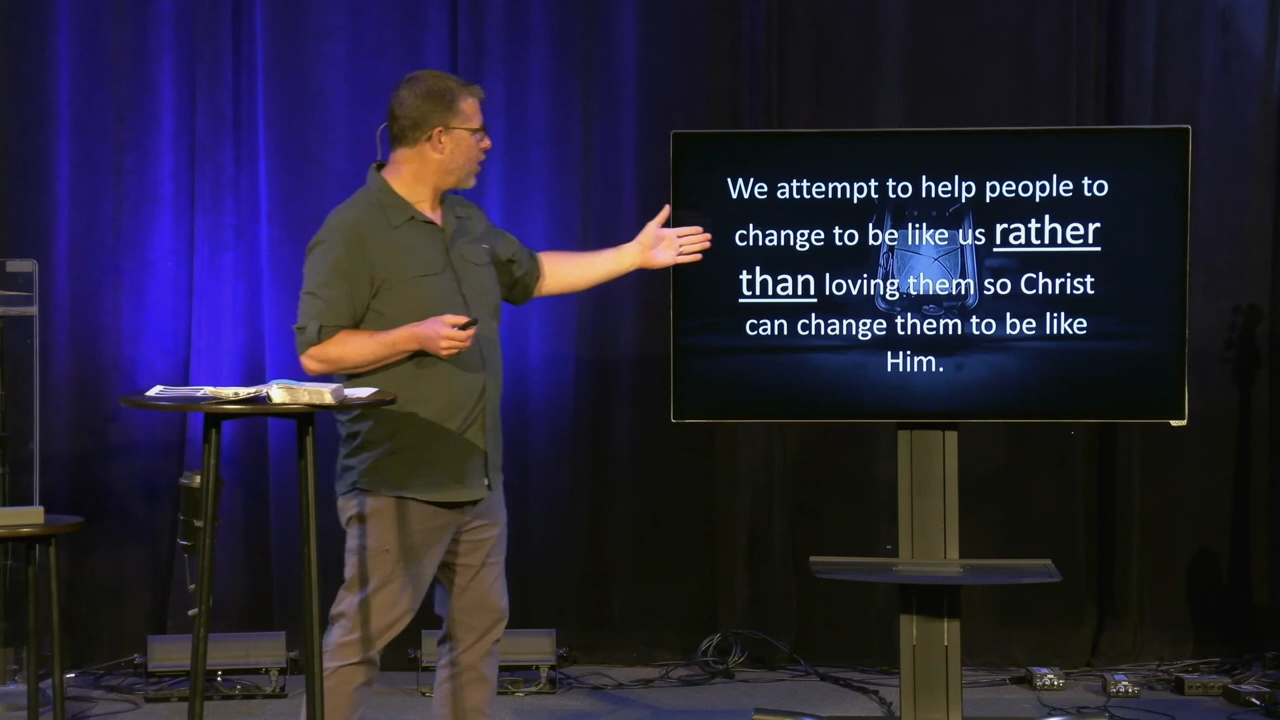 We attempt to help people to
change to be like us rather
than loving them so Christ
can change them to be like
Him.